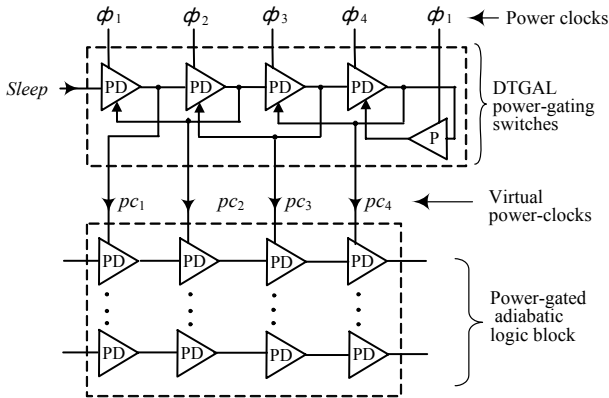 ϕ1 ϕ2 ϕ3 ϕ4 ϕ1 Power clocks
Sleep PD PD PD PD
P
DTGAL
power-gating
switches
pc1 pc2 pc3 pc4
Virtual
power-clocks
PD PD PD PD
Power-gated
adiabatic
logic block
PD PD PD PD